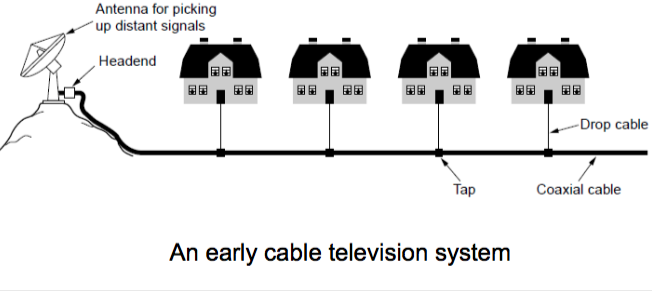 Antenna for picking
up distant signals
Headend
Drop cable
Tap
Coaxial cable
An early cable television system